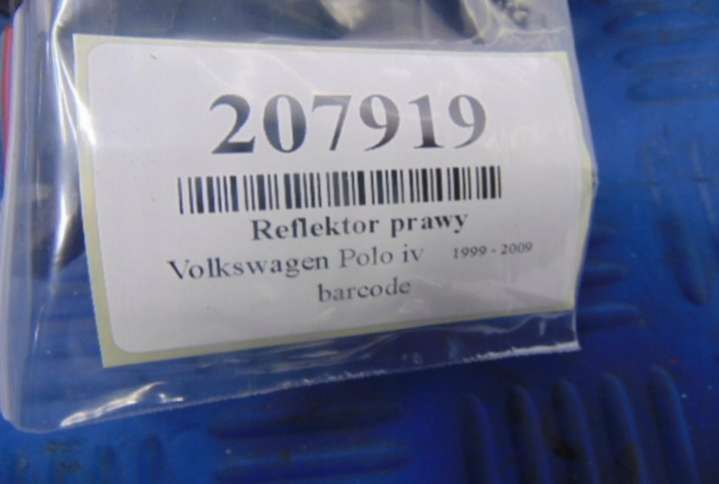 207919
Reflektor prawy
Volkswagen Polo iv 1999 - 2009
barcode